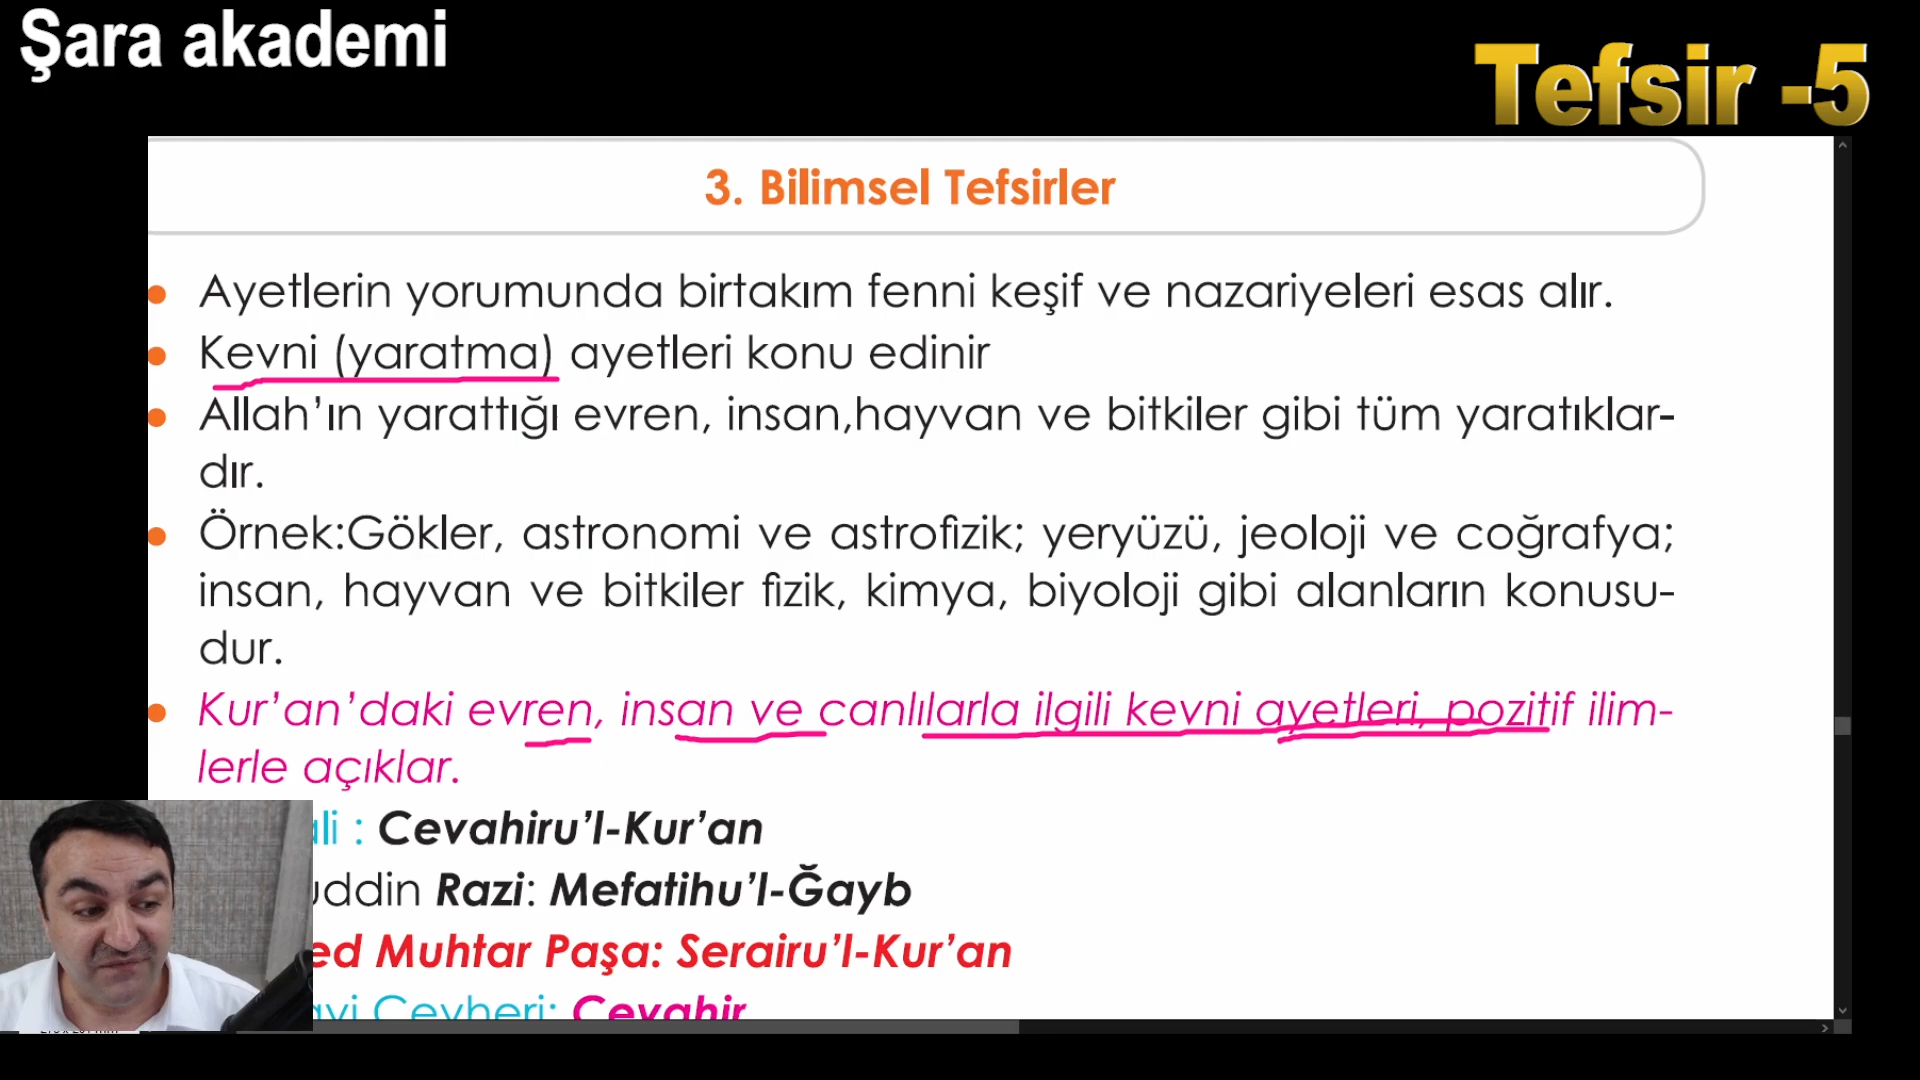 Şara akademi
Tefsir -5
3. Bilimsel Tefsirler
Ayetlerin yorumunda birtakım fenni keşif ve nazariyeleri esas alır.
Kevni (yaratma) ayetleri konu edinir
Allah’ın yarattığı evren, insan,hayvan ve bitkiler gibi tüm yaratıklar-
dır.
Örnek:Gökler, astronomi ve astrofizik; yeryüzü, jeoloji ve coğrafya;
insan, hayvan ve bitkiler fizik, kimya, biyoloji gibi alanların konusu-
dur.
Kur’an’daki evren, insan ve canlılarla ilgili kevni ayetleri, pozitif ilim-
lerle açıklar.
ali : Cevahiru’l-Kur’an
uddin Razi: Mefatihu’l-Ğayb
ed Muhtar Paşa: Serairu’l-Kur’an
avi Cevheri: Cevahir